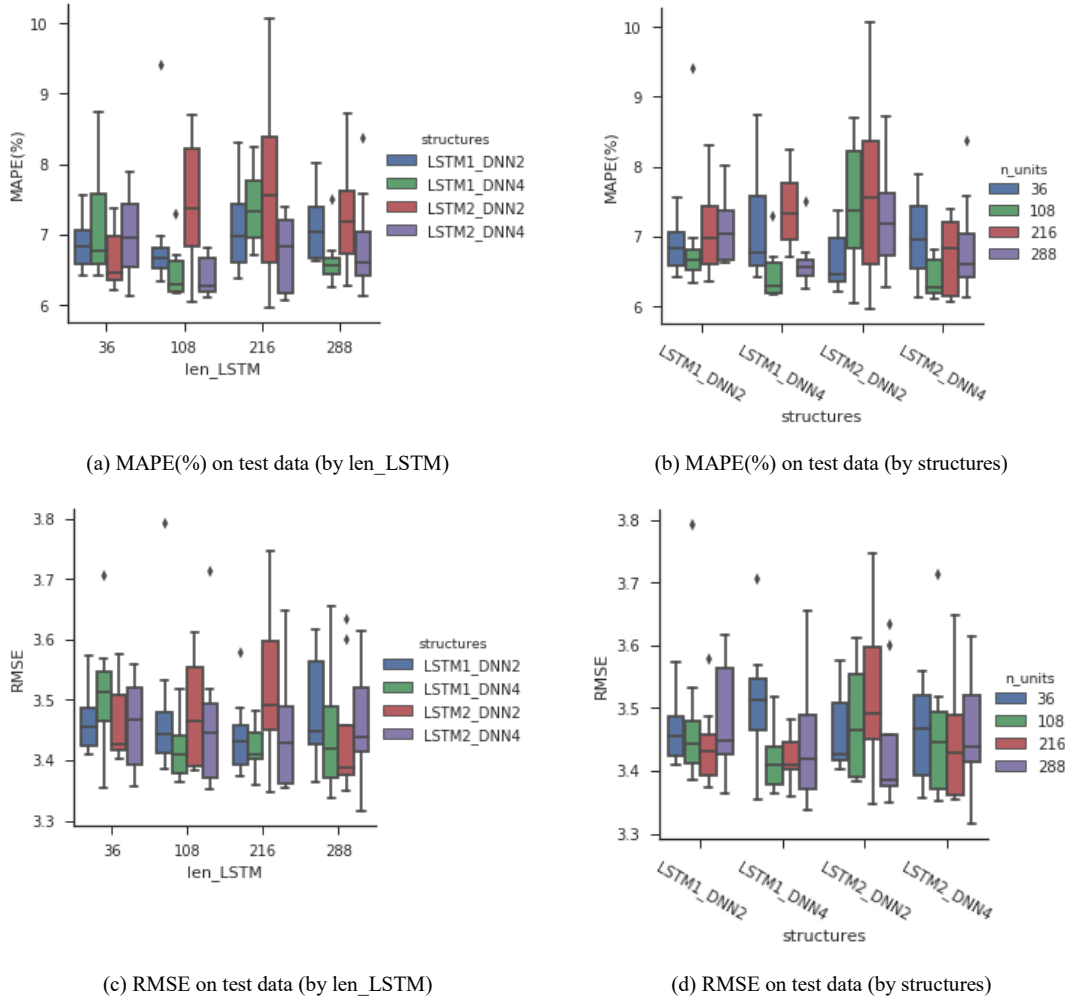 10
9
8
7
6
MAPE(%)
36
108
216
288
len_LSTM
structures
LSTM1_DNN2
LSTM1_DNN4
LSTM2_DNN2
LSTM2_DNN4
(a) MAPE(%) on test data (by len_LSTM)
10
9
8
7
6
MAPE(%)
LSTM1_DNN2
LSTM1_DNN4
LSTM2_DNN2
LSTM2_DNN4
structures
n_units
36
108
216
288
(b) MAPE(%) on test data (by structures)
3.8
3.7
3.6
3.5
3.4
3.3
RMSE
36
108
216
288
len_LSTM
structures
LSTM1_DNN2
LSTM1_DNN4
LSTM2_DNN2
LSTM2_DNN4
(c) RMSE on test data (by len_LSTM)
3.8
3.7
3.6
3.5
3.4
3.3
RMSE
LSTM1_DNN2
LSTM1_DNN4
LSTM2_DNN2
LSTM2_DNN4
structures
n_units
36
108
216
288
(d) RMSE on test data (by structures)